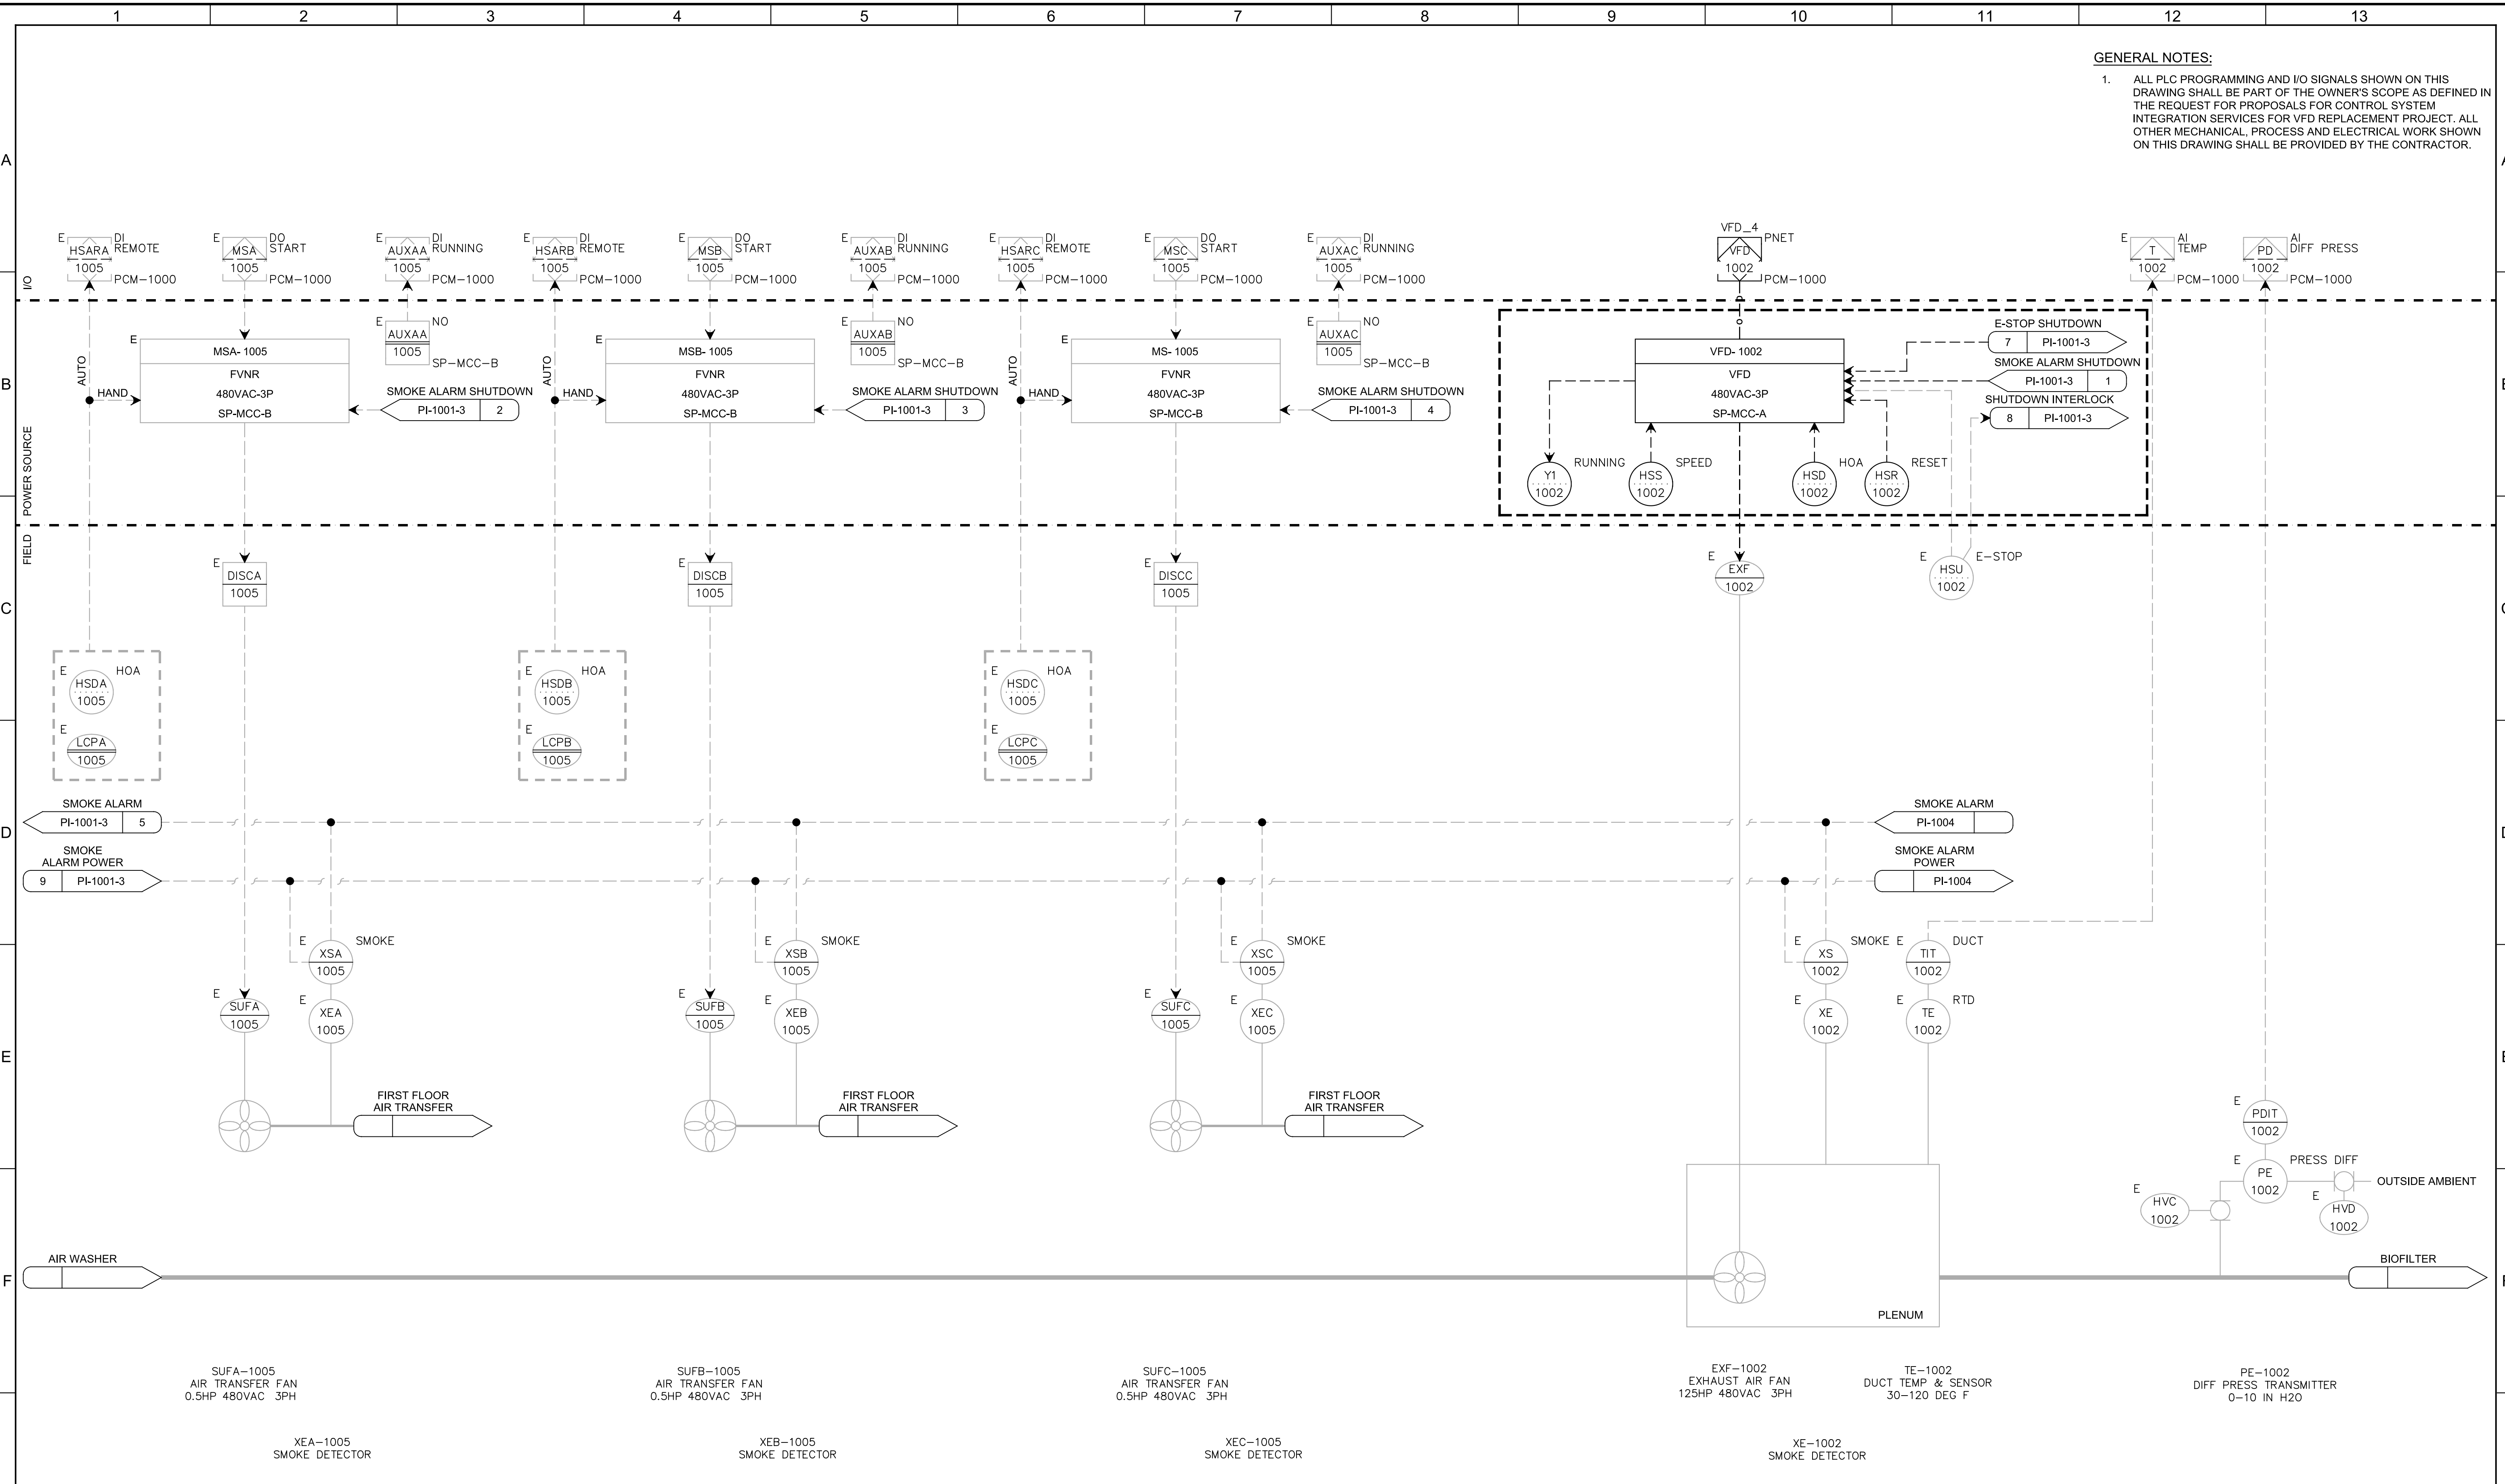 1 2 3 4 5 6 7 8 9 10 11 12 13
GENERAL NOTES:
1. ALL PLC PROGRAMMING AND I/O SIGNALS SHOWN ON THIS
DRAWING SHALL BE PART OF THE OWNER'S SCOPE AS DEFINED IN
THE REQUEST FOR PROPOSALS FOR CONTROL SYSTEM
INTEGRATION SERVICES FOR VFD REPLACEMENT PROJECT. ALL
OTHER MECHANICAL, PROCESS AND ELECTRICAL WORK SHOWN
ON THIS DRAWING SHALL BE PROVIDED BY THE CONTRACTOR.
A
A
I/O
E
HSARA
1005
DI
REMOTE
PCM-1000
E
MSA
1005
DO
START
PCM-1000
E
AUXAA
1005
DI
RUNNING
PCM-1000
E
HSARB
1005
DI
REMOTE
PCM-1000
E
MSB
1005
DO
START
PCM-1000
E
AUXAB
1005
DI
RUNNING
PCM-1000
E
HSARC
1005
DI
REMOTE
PCM-1000
E
MSC
1005
DO
START
PCM-1000
E
AUXAC
1005
DI
RUNNING
PCM-1000
VFD_4
VFD
1002
PNET
PCM-1000
E
T
1002
AI
TEMP
PCM-1000
PD
1002
AI
DIFF PRESS
PCM-1000
B
POWER SOURCE
AUTO
HAND
E
MSA- 1005
FVNR
480VAC-3P
SP-MCC-B
E
AUXAA
1005
NO
SP-MCC-B
SMOKE ALARM SHUTDOWN
PI-1001-3 2
AUTO
HAND
E
MSB- 1005
FVNR
480VAC-3P
SP-MCC-B
E
AUXAB
1005
NO
SP-MCC-B
SMOKE ALARM SHUTDOWN
PI-1001-3 3
AUTO
HAND
E
MS- 1005
FVNR
480VAC-3P
SP-MCC-B
E
AUXAC
1005
NO
SP-MCC-B
SMOKE ALARM SHUTDOWN
PI-1001-3 4
VFD- 1002
VFD
480VAC-3P
SP-MCC-A
E-STOP SHUTDOWN
7 PI-1001-3
SMOKE ALARM SHUTDOWN
PI-1001-3 1
SHUTDOWN INTERLOCK
8 PI-1001-3
Y1
1002
RUNNING
HSS
1002
SPEED
HSD
1002
HOA
HSR
1002
RESET
FIELD
C
E
DISCA
1005
E
DISCB
1005
E
DISCC
1005
E
EXF
1002
E
HSU
1002
E-STOP
E
HSDA
1005
HOA
E
LCPA
1005
E
HSDB
1005
HOA
E
LCPB
1005
E
HSDC
1005
HOA
E
LCPC
1005
D
SMOKE ALARM
PI-1001-3 5
SMOKE ALARM
PI-1004
SMOKE
ALARM POWER
9 PI-1001-3
SMOKE ALARM
POWER
PI-1004
E
XSA
1005
SMOKE
E
XSB
1005
SMOKE
E
XSC
1005
SMOKE
E
XS
1002
SMOKE
E
TIT
1002
DUCT
E
SUFA
1005
E
XEA
1005
E
SUFB
1005
E
XEB
1005
E
SUFC
1005
E
XEC
1005
E
XE
1002
E
TE
1002
RTD
E
FIRST FLOOR
AIR TRANSFER
FIRST FLOOR
AIR TRANSFER
FIRST FLOOR
AIR TRANSFER
E
PDIT
1002
E
PE
1002
PRESS DIFF
OUTSIDE AMBIENT
E
HVC
1002
E
HVD
1002
F
AIR WASHER
PLENUM
BIOFILTER
SUFA-1005
AIR TRANSFER FAN
0.5HP 480VAC 3PH
SUFB-1005
AIR TRANSFER FAN
0.5HP 480VAC 3PH
SUFC-1005
AIR TRANSFER FAN
0.5HP 480VAC 3PH
EXF-1002
EXHAUST AIR FAN
125HP 480VAC 3PH
TE-1002
DUCT TEMP & SENSOR
30-120 DEG F
PE-1002
DIFF PRESS TRANSMITTER
0-10 IN H2O
XEA-1005
SMOKE DETECTOR
XEB-1005
SMOKE DETECTOR
XEC-1005
SMOKE DETECTOR
XE-1002
SMOKE DETECTOR